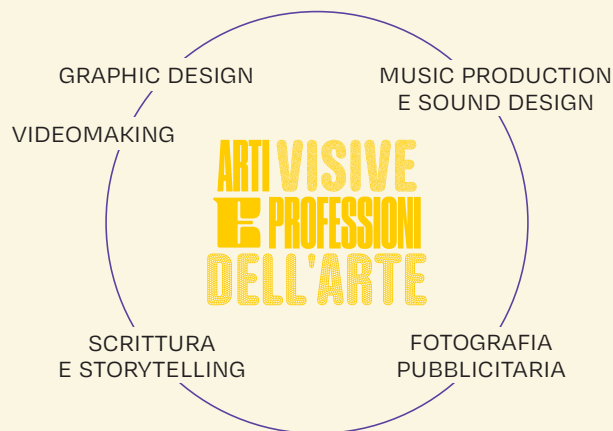 GRAPHIC DESIGN
MUSIC PRODUCTION
E SOUND DESIGN
VIDEOMAKING
ARTI VISIVE
E PROFESSIONI
DELL'ARTE
SCRITTURA
E STORYTELLING
FOTOGRAFIA
PUBBLICITARIA